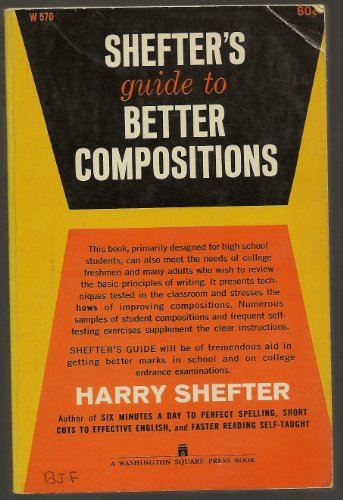 W 570
60¢
SHEFTER'S
guide to
BETTER
COMPOSITIONS
This book, primarily designed for high school
students, can also meet the needs of college
freshmen and many adults who wish to review
the basic principles of writing. It presents tech-
niques tested in the classroom and stresses the
hows of improving compositions. Numerous
samples of student compositions and frequent self-
testing exercises supplement the clear instructions.
SHEFTER'S GUIDE will be of tremendous aid in
getting better marks in school and on college
entrance examinations.
HARRY SHEFTER
Author of SIX MINUTES A DAY TO PERFECT SPELLING, SHORT
CUTS TO EFFECTIVE ENGLISH, and FASTER READING SELF-TAUGHT
A WASHINGTON SQUARE PRESS BOOK
BJF